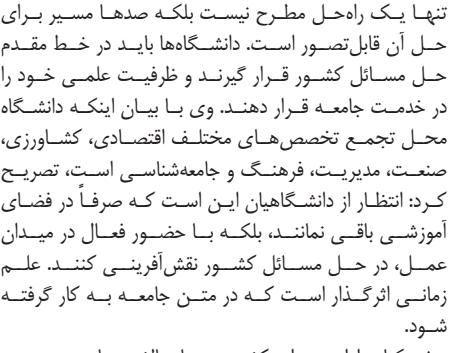 تنها یک راه‌حل مطرح نیست بلکه صدها مسیر برای
حل آن قابل‌تصور است. دانشگاه‌ها باید در خط مقدم
حل مسائل کشور قرار گیرند و ظرفیت علمی خود را
در خدمت جامعه قرار دهند. وی با بیان اینکه دانشگاه
محل تجمع تخصص‌های مختلف اقتصادی، کشاورزی،
صنعت، مدیریت، فرهنگ و جامعه‌شناسی است، تصریح
کرد: انتظار از دانشگاهیان این است که صرفاً در فضای
آموزشی باقی نمانند، بلکه با حضور فعال در میدان
عمل، در حل مسائل کشور نقش‌آفرینی کنند. علم
زمانی اثرگذار است که در متن جامعه به کار گرفته
شود.